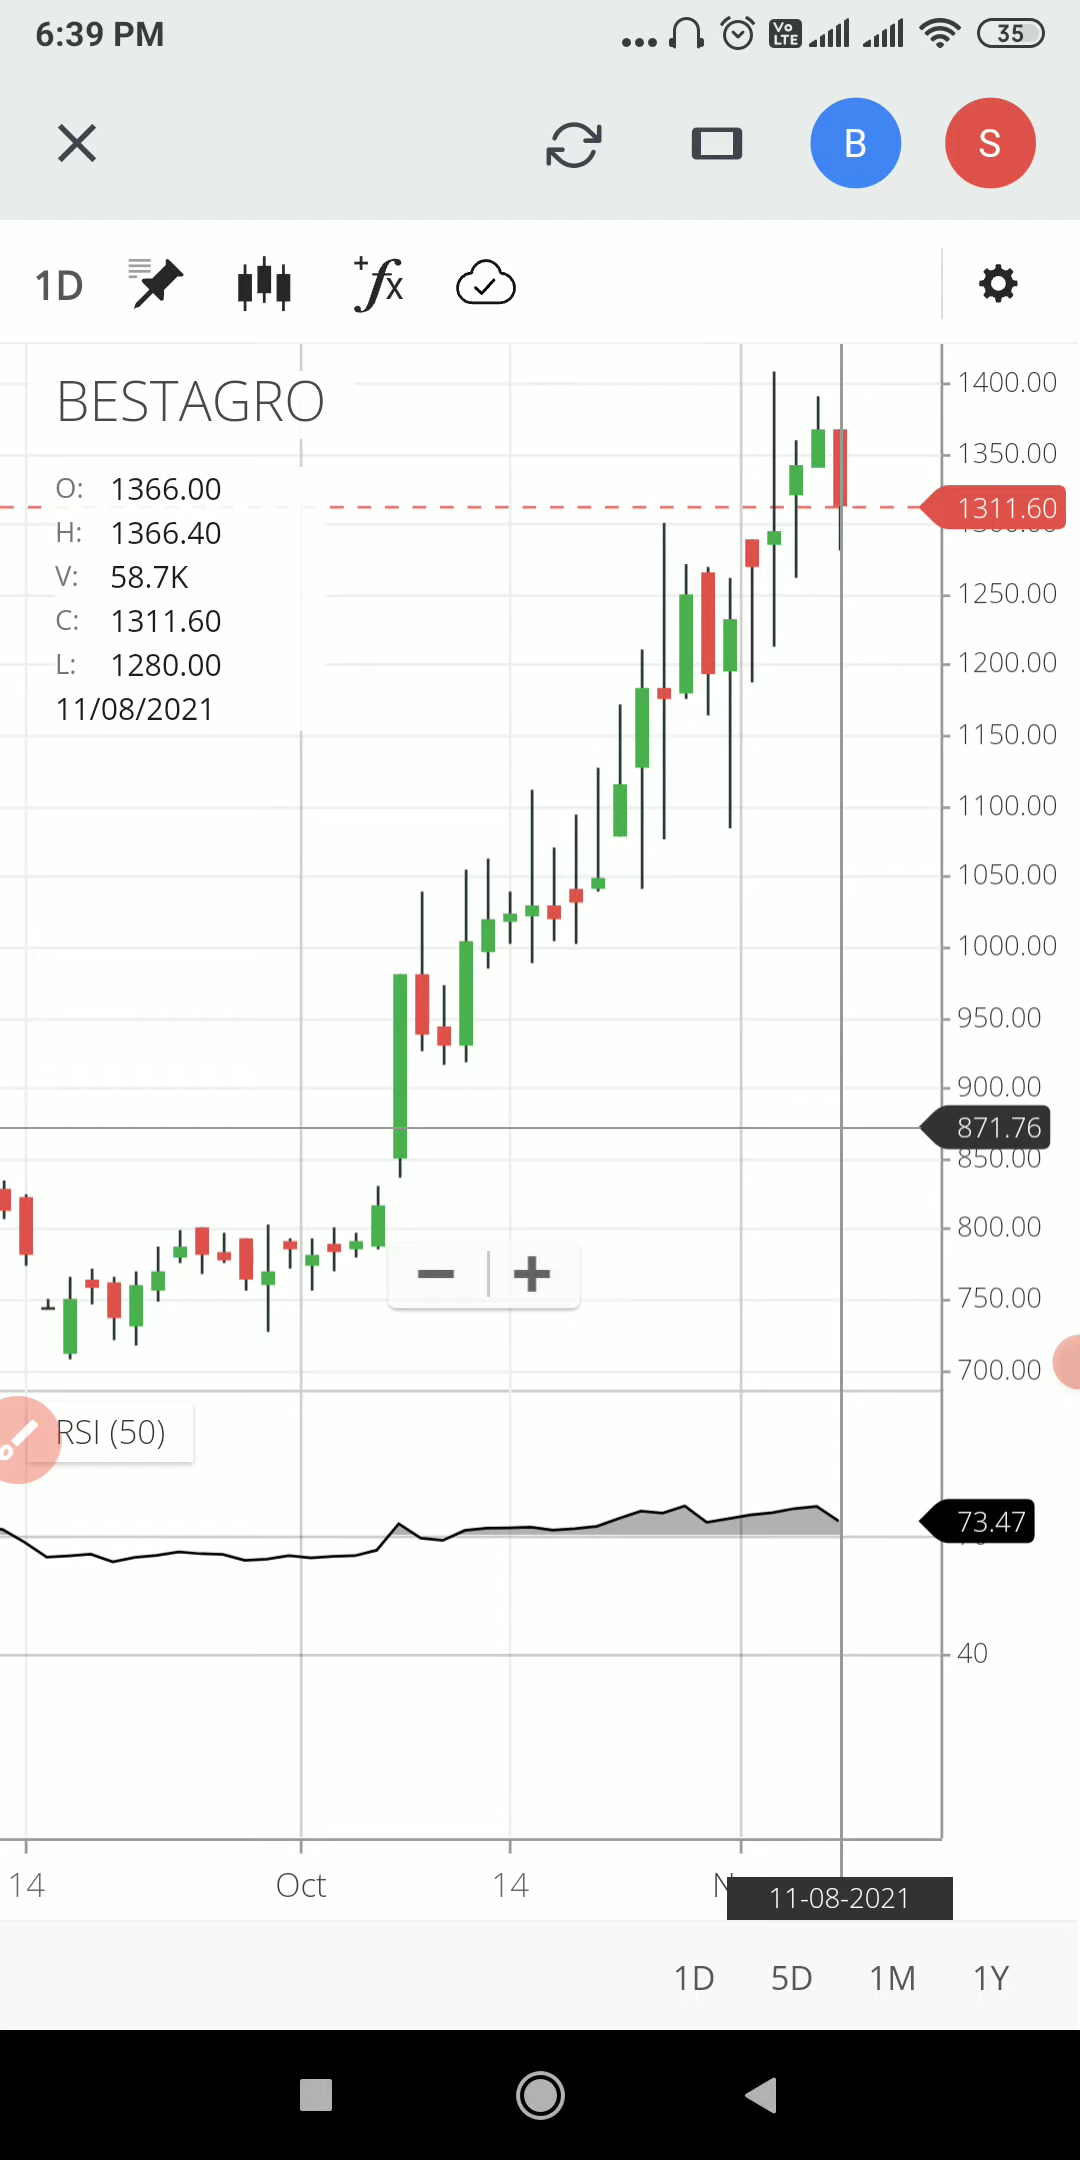 6:39 PM
Vo LTE
35
B S
1D
+fx
BESTAGRO
O: 1366.00
H: 1366.40
V: 58.7K
C: 1311.60
L: 1280.00
11/08/2021
1400.00
1350.00
1311.60
1250.00
1200.00
1150.00
1100.00
1050.00
1000.00
950.00
900.00
871.76
850.00
800.00
750.00
700.00
RSI (50)
73.47
40
14 Oct 14
11-08-2021
1D 5D 1M 1Y